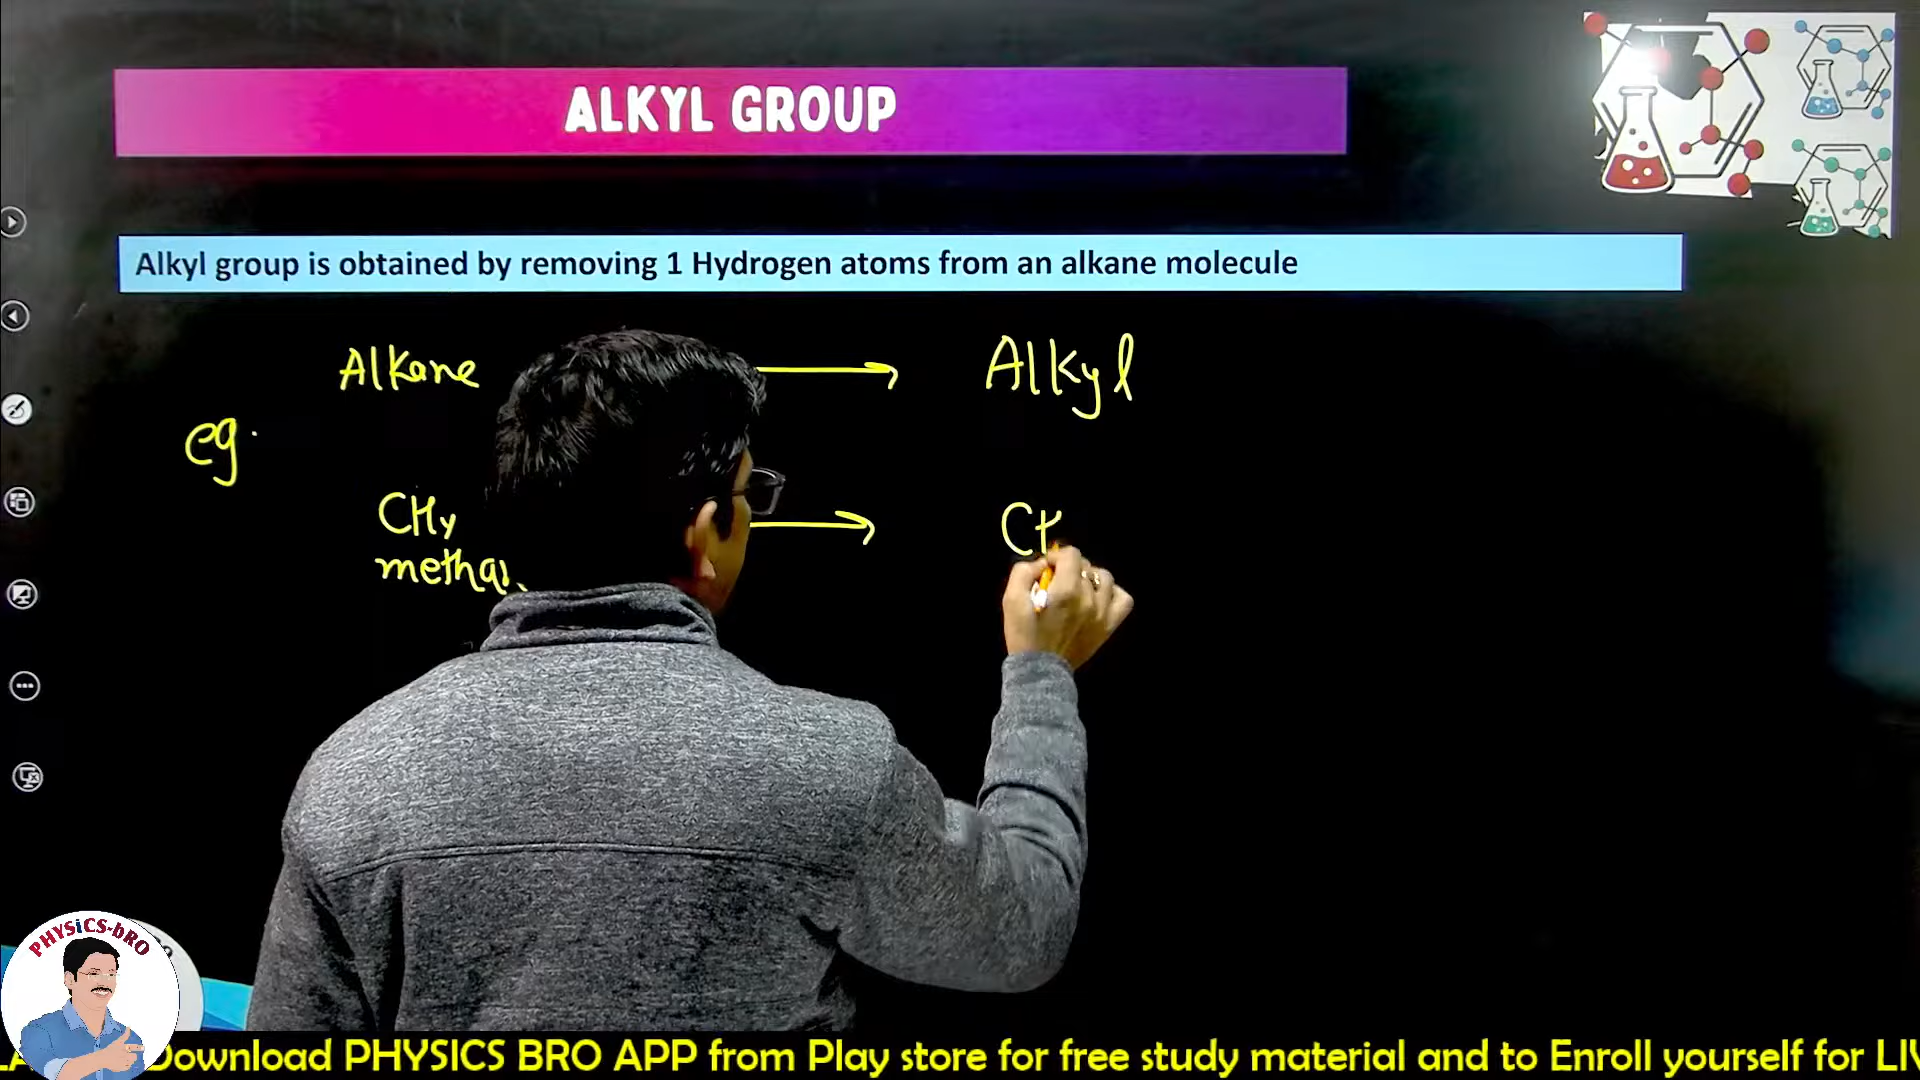 ALKYL GROUP
Alkyl group is obtained by removing 1 Hydrogen atoms from an alkane molecule
Alkane → Alkyl
eg.
CH4 →
PHYSiCS-bRO
Download PHYSICS BRO APP from Play store for free study material and to Enroll yourself for